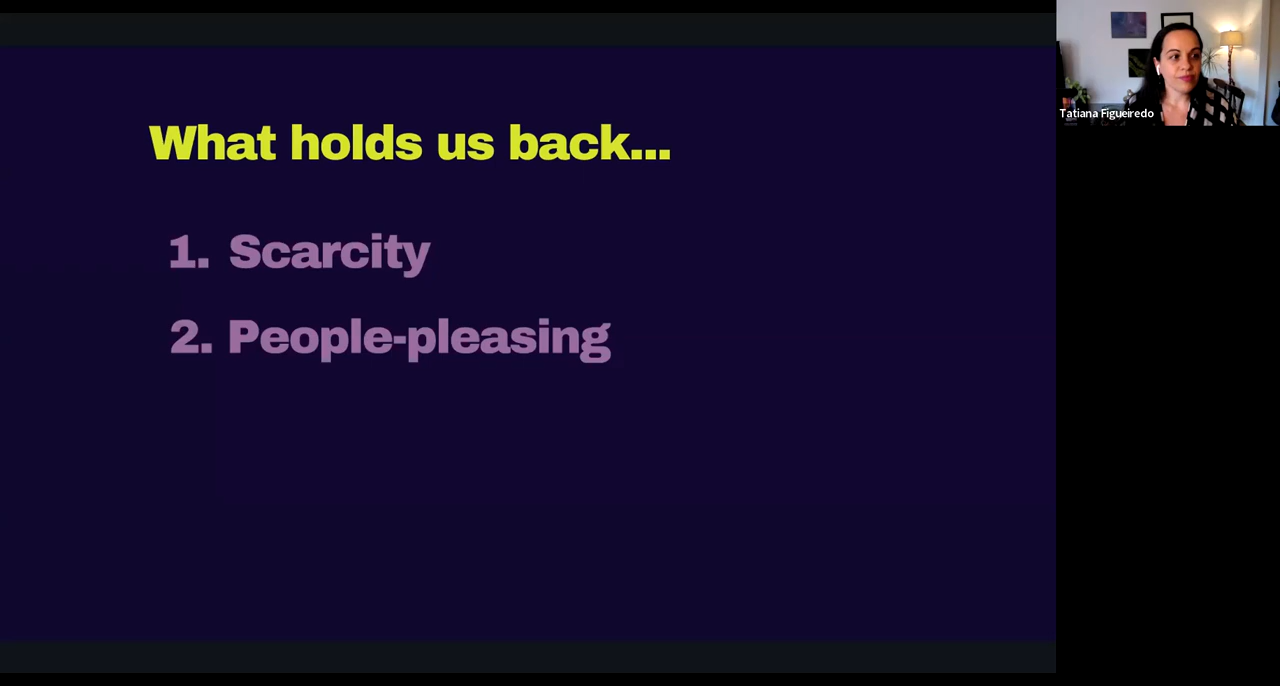 What holds us back...
1. Scarcity
2. People-pleasing
Tatiana Figueiredo